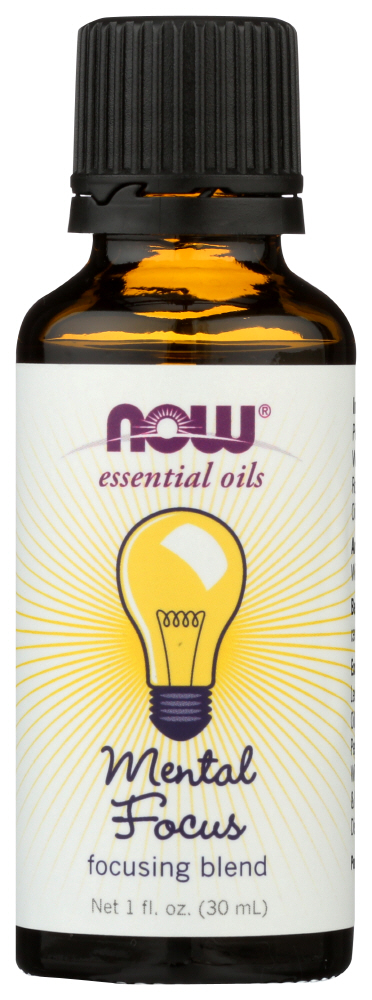 NOW®
essential oils
Mental
Focus
focusing blend
Net 1 fl. oz. (30 mL)